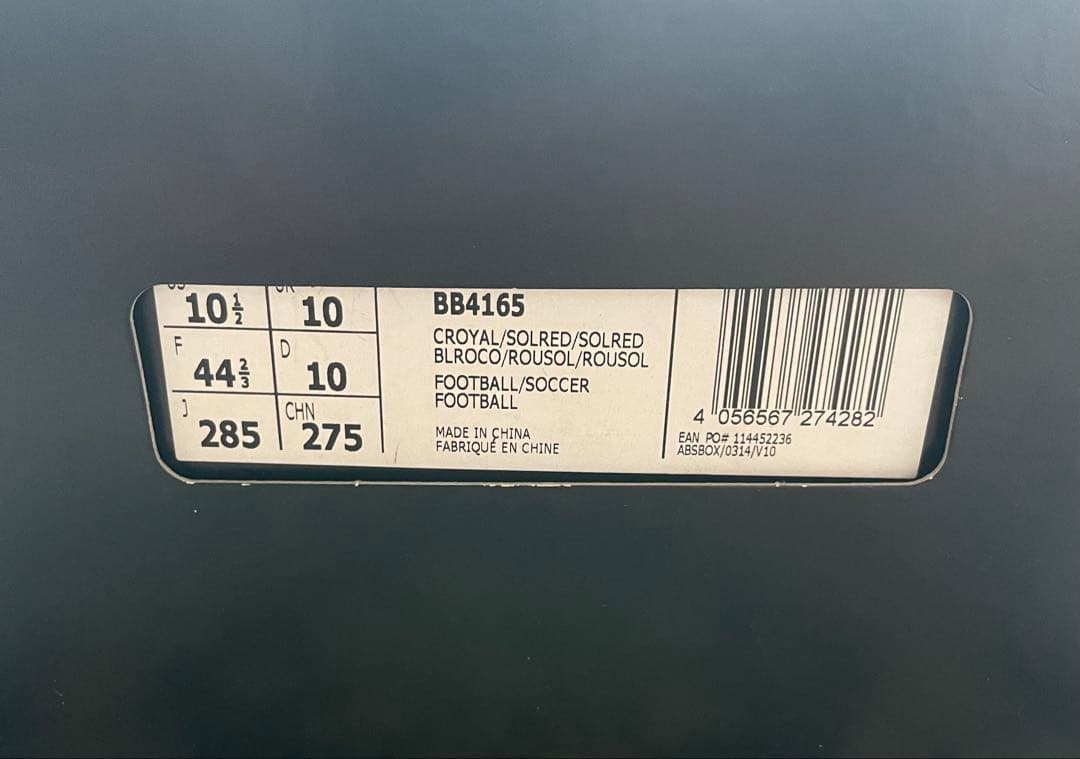 10½ 10
F D
44⅔ 10
J CHN
285 275
BB4165
CROYAL/SOLRED/SOLRED
BLROCO/ROUSOL/ROUSOL
FOOTBALL/SOCCER
FOOTBALL
MADE IN CHINA
FABRIQUÉ EN CHINE
4 056567 274282
EAN PO# 114452236
ABSBOX/0314/V10